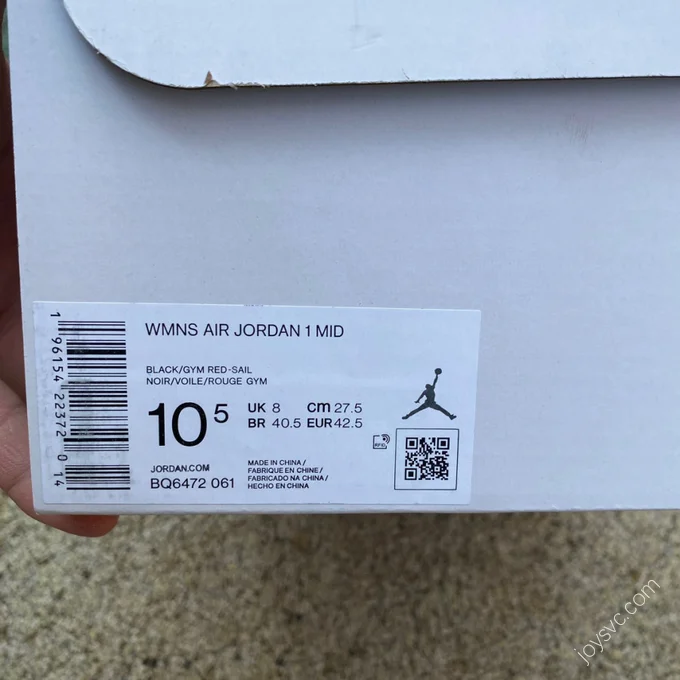 WMNS AIR JORDAN 1 MID
BLACK/GYM RED-SAIL
NOIR/VOILE/ROUGE GYM
10⁵
UK 8 cm 27.5
BR 40.5 EUR 42.5
JORDAN.COM
BQ6472 061
MADE IN CHINA/
FABRIQUE EN CHINE/
FABRICADO NA CHINA/
HECHO EN CHINA
RFID
1 96154 22372 0 14
joysvc.com